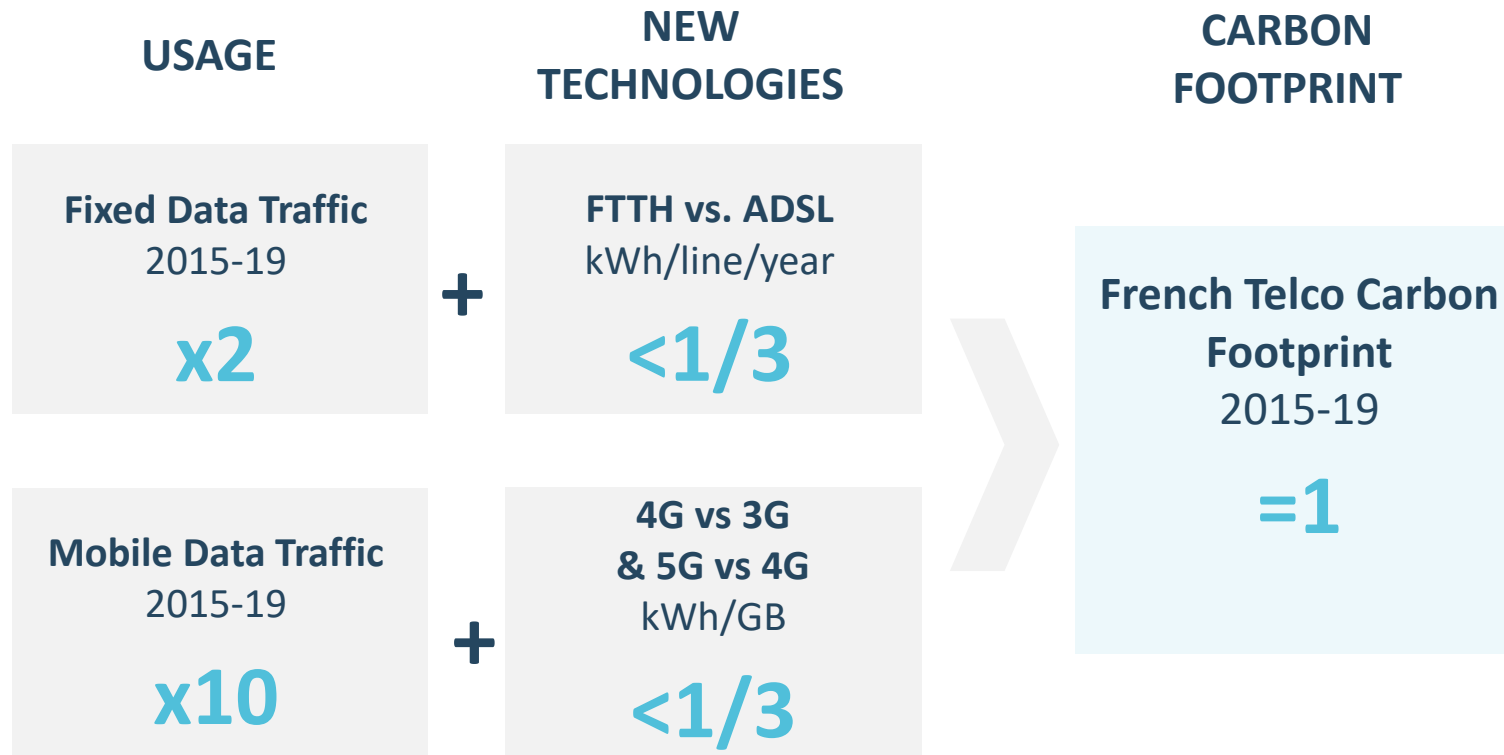 USAGE
NEW
TECHNOLOGIES
CARBON
FOOTPRINT
Fixed Data Traffic
2015-19
x2
+
FTTH vs. ADSL
kWh/line/year
<1/3
Mobile Data Traffic
2015-19
x10
+
4G vs 3G
& 5G vs 4G
kWh/GB
<1/3
French Telco Carbon
Footprint
2015-19
=1